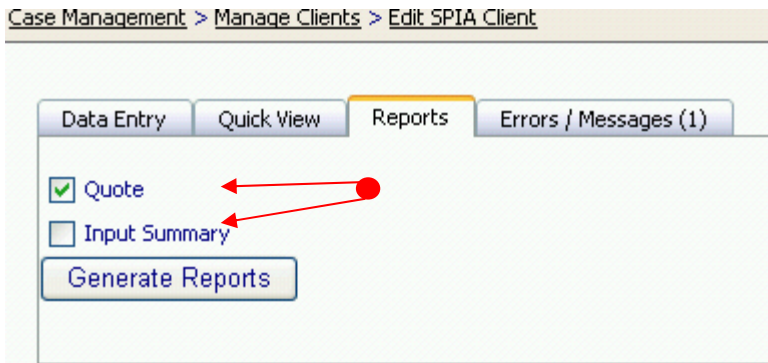 Case Management > Manage Clients > Edit SPIA Client
Data Entry Quick View Reports Errors / Messages (1)
Quote
Input Summary
Generate Reports